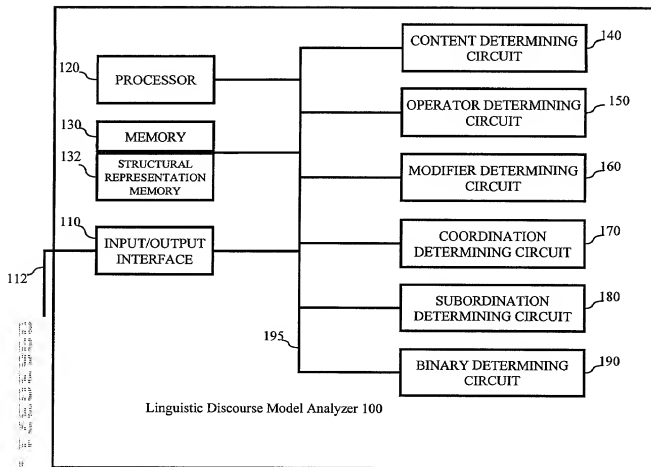 120
PROCESSOR
130
MEMORY
132
STRUCTURAL
REPRESENTATION
MEMORY
110
INPUT/OUTPUT
INTERFACE
112
CONTENT DETERMINING
CIRCUIT
140
OPERATOR DETERMINING
CIRCUIT
150
MODIFIER DETERMINING
CIRCUIT
160
COORDINATION
DETERMINING CIRCUIT
170
SUBORDINATION
DETERMINING CIRCUIT
180
195
BINARY DETERMINING
CIRCUIT
190
Linguistic Discourse Model Analyzer 100